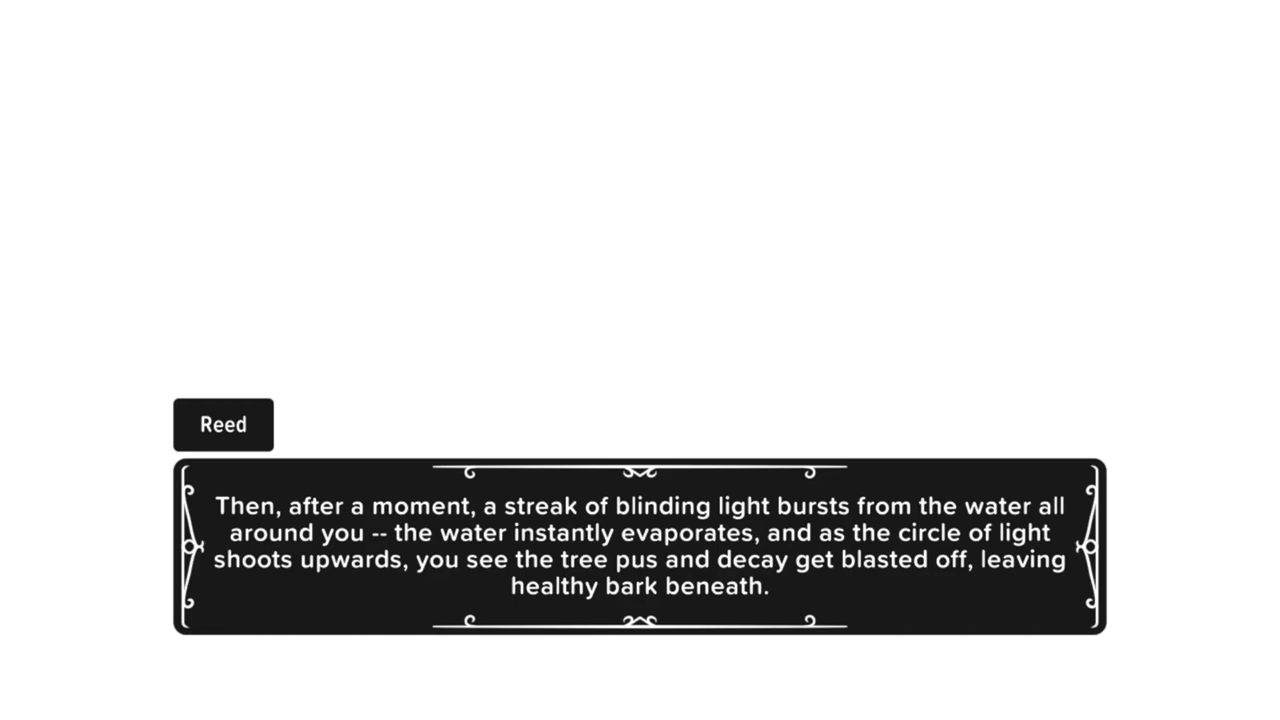 Reed
Then, after a moment, a streak of blinding light bursts from the water all
around you -- the water instantly evaporates, and as the circle of light
shoots upwards, you see the tree pus and decay get blasted off, leaving
healthy bark beneath.